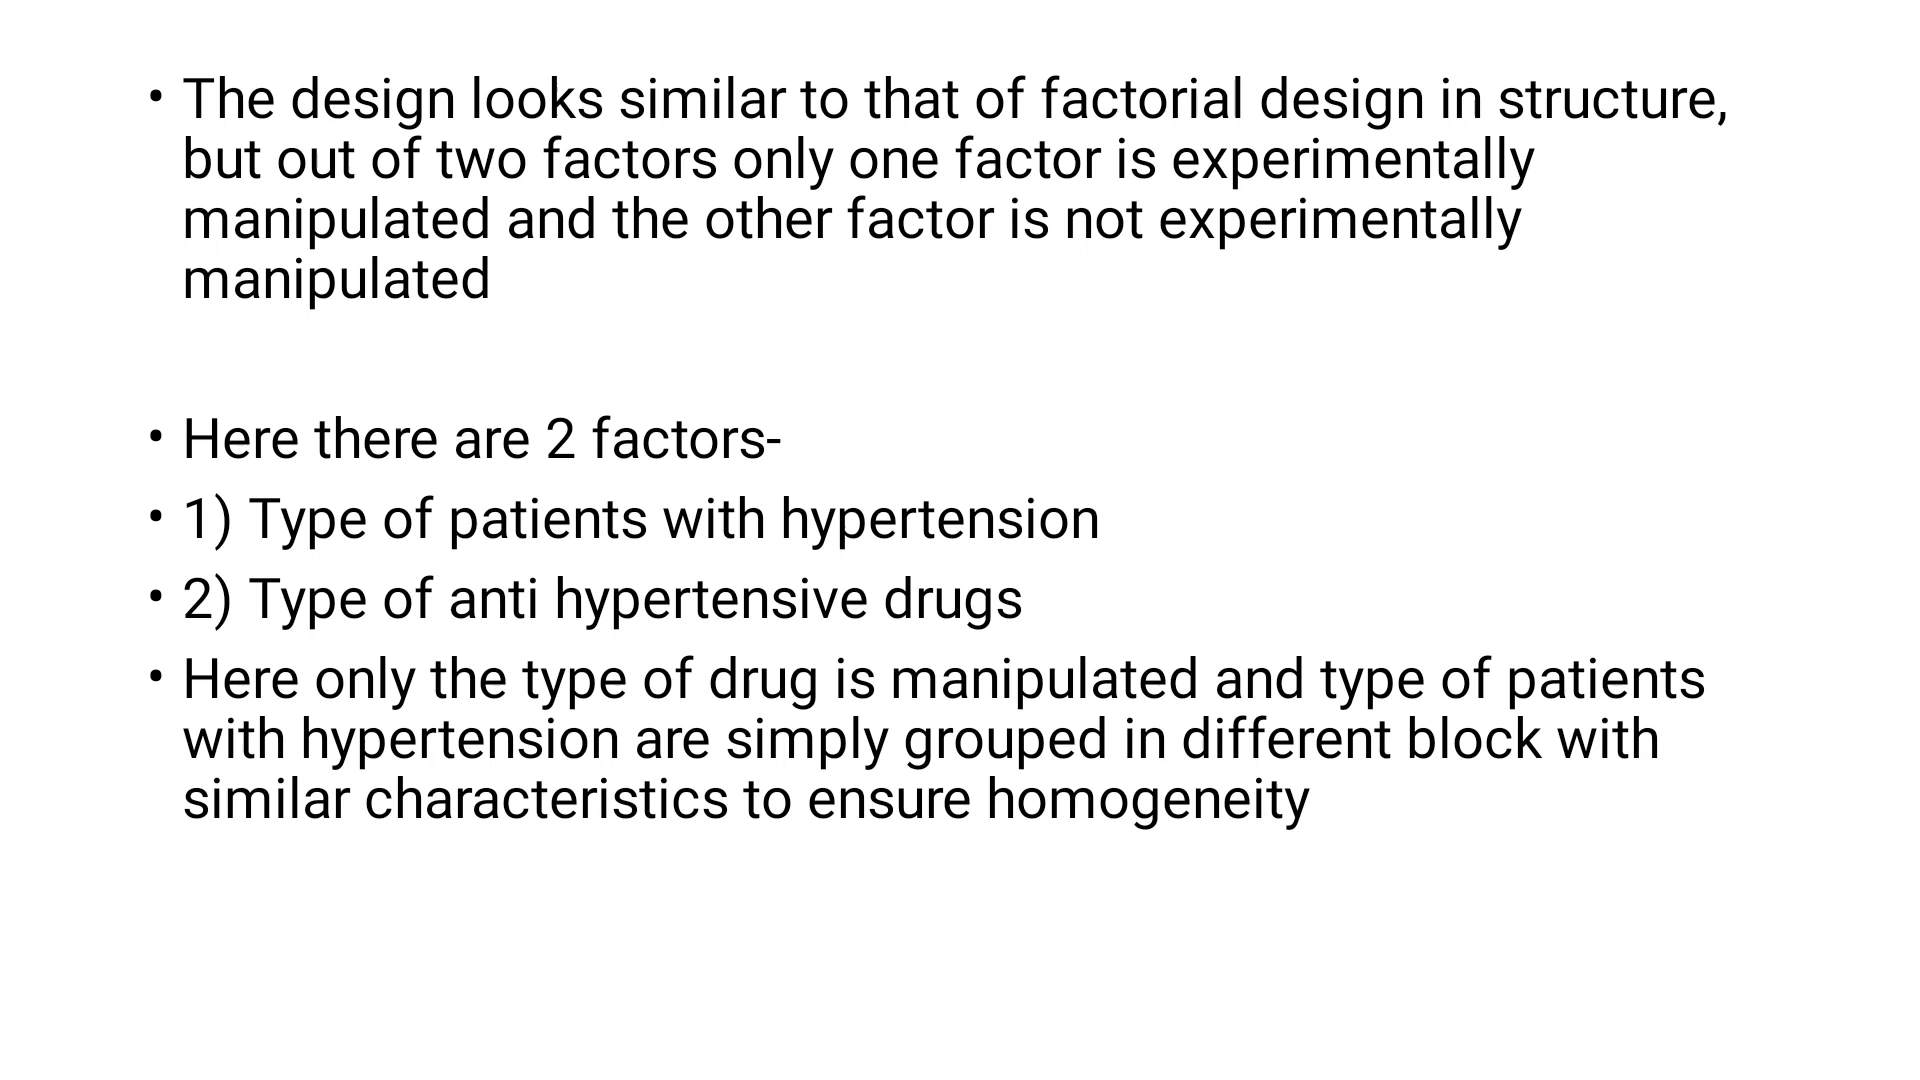 • The design looks similar to that of factorial design in structure,
but out of two factors only one factor is experimentally
manipulated and the other factor is not experimentally
manipulated
• Here there are 2 factors-
• 1) Type of patients with hypertension
• 2) Type of anti hypertensive drugs
• Here only the type of drug is manipulated and type of patients
with hypertension are simply grouped in different block with
similar characteristics to ensure homogeneity